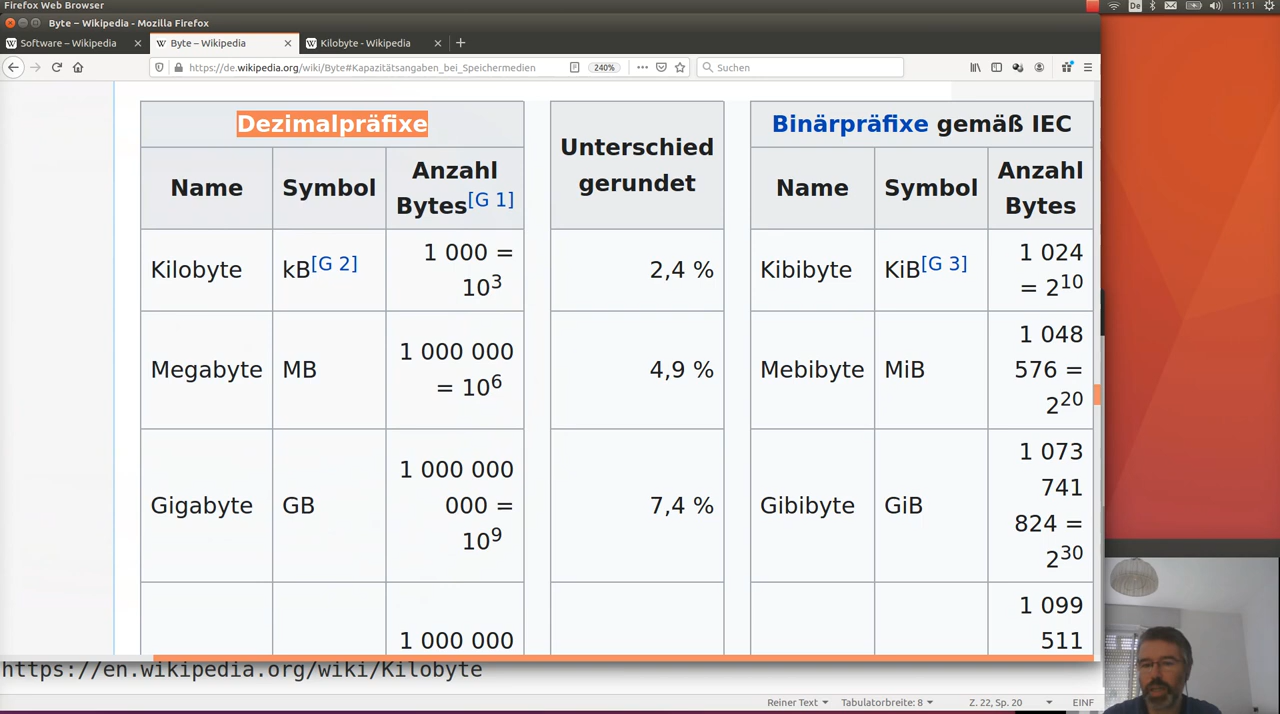 Firefox Web Browser
De
11:11
Byte – Wikipedia - Mozilla Firefox
Software – Wikipedia
Byte – Wikipedia
Kilobyte - Wikipedia
https://de.wikipedia.org/wiki/Byte#Kapazitätsangaben_bei_Speichermedien
240%
Suchen
Dezimalpräfixe
Unterschied
gerundet
Binärpräfixe gemäß IEC
Name
Symbol
Anzahl
Bytes[G 1]
Name
Symbol
Anzahl
Bytes
Kilobyte
kB[G 2]
1 000 =
10³
2,4 %
Kibibyte
KiB[G 3]
1 024
= 2¹⁰
Megabyte
MB
1 000 000
= 10⁶
4,9 %
Mebibyte
MiB
1 048
576 =
2²⁰
Gigabyte
GB
1 000 000
000 =
10⁹
7,4 %
Gibibyte
GiB
1 073
741
824 =
2³⁰
1 000 000
1 099
511
https://en.wikipedia.org/wiki/Kilobyte
Reiner Text
Tabulatorbreite: 8
Z. 22, Sp. 20
EINF